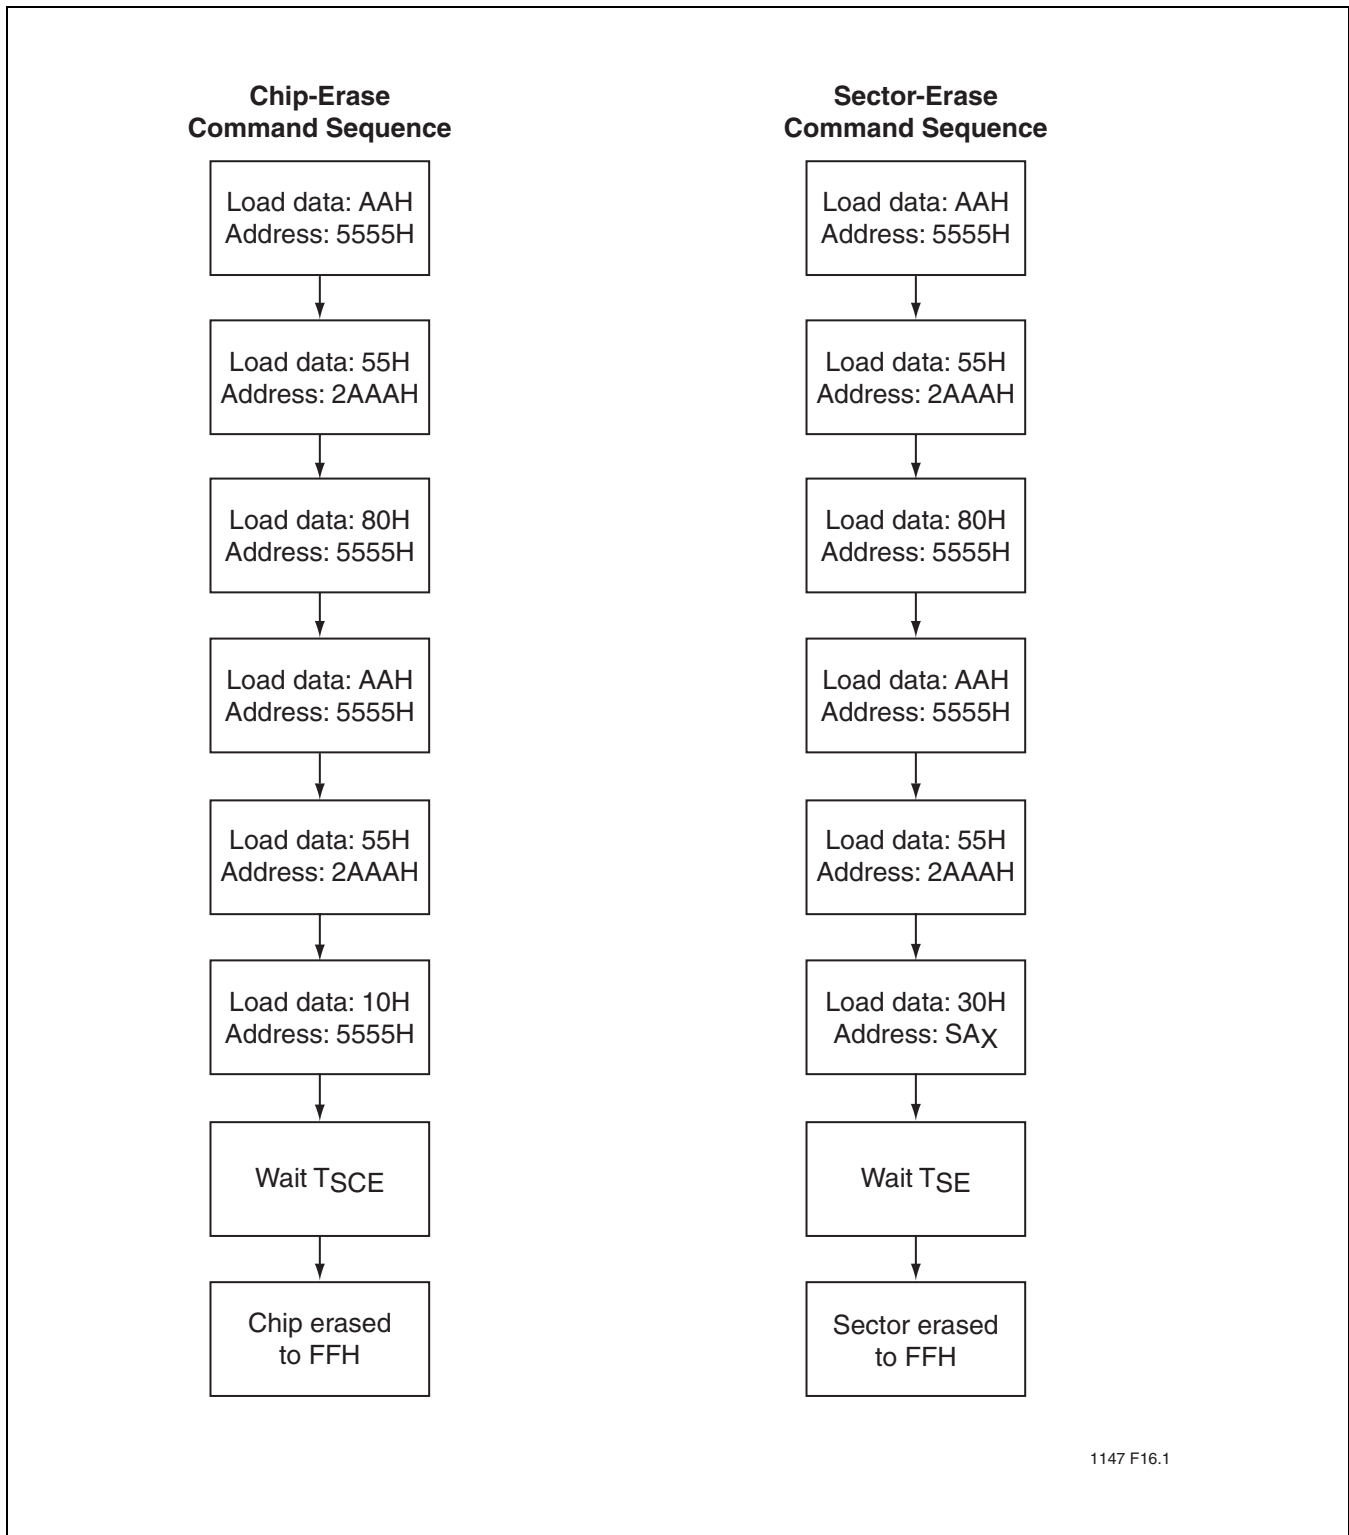 Chip-Erase
Command Sequence
Load data: AAH
Address: 5555H
Load data: 55H
Address: 2AAAH
Load data: 80H
Address: 5555H
Load data: AAH
Address: 5555H
Load data: 55H
Address: 2AAAH
Load data: 10H
Address: 5555H
Wait TSCE
Chip erased
to FFH
Sector-Erase
Command Sequence
Load data: AAH
Address: 5555H
Load data: 55H
Address: 2AAAH
Load data: 80H
Address: 5555H
Load data: AAH
Address: 5555H
Load data: 55H
Address: 2AAAH
Load data: 30H
Address: SAX
Wait TSE
Sector erased
to FFH
1147 F16.1